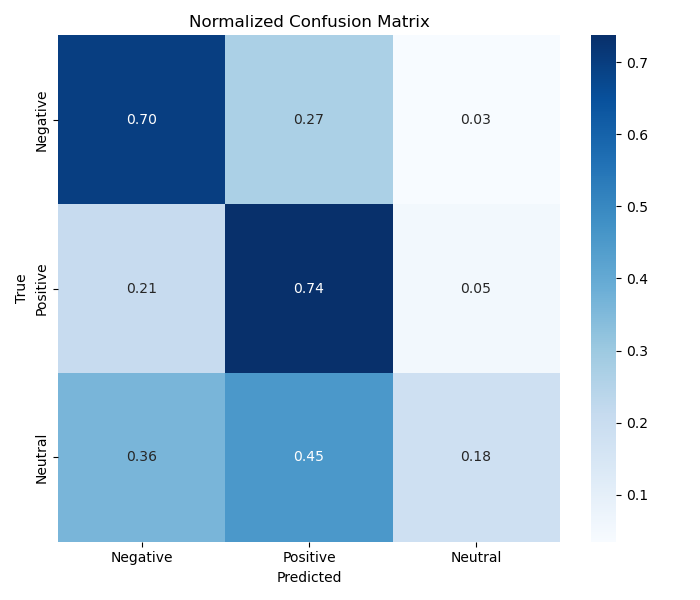 Normalized Confusion Matrix
True
Negative
0.70 0.27 0.03
Positive
0.21 0.74 0.05
Neutral
0.36 0.45 0.18
Negative Positive Neutral
Predicted
0.7
0.6
0.5
0.4
0.3
0.2
0.1